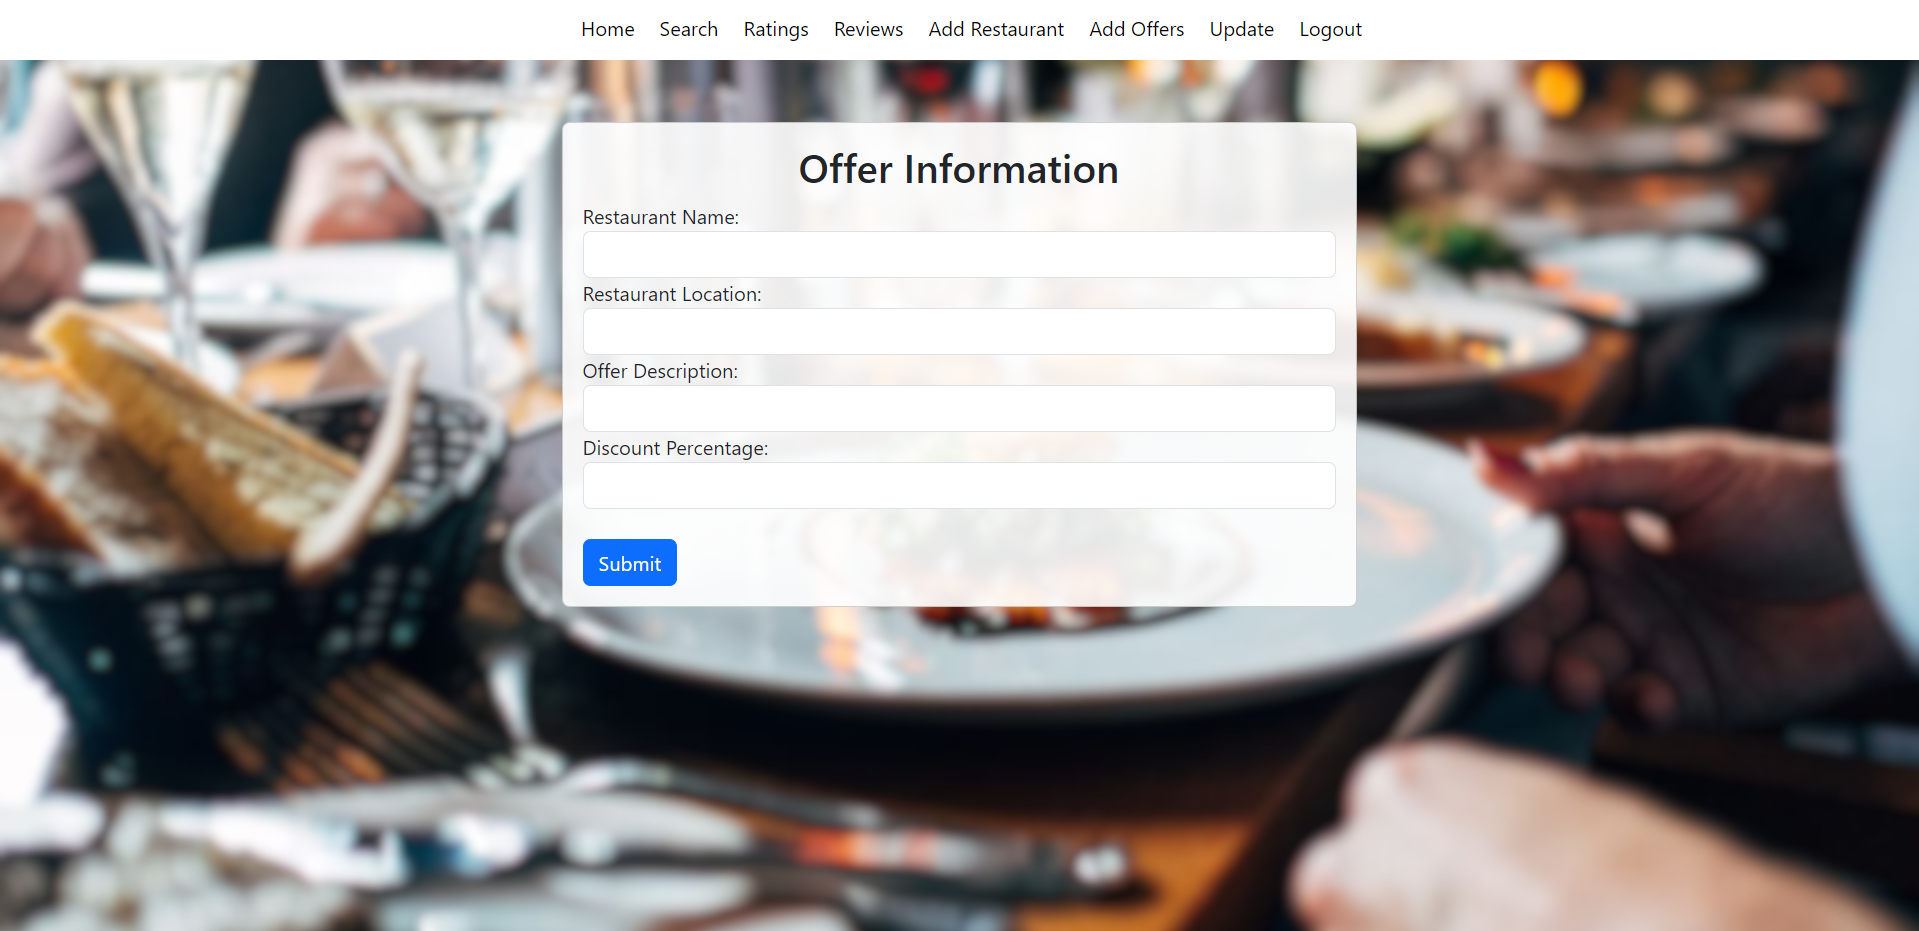 Home Search Ratings Reviews Add Restaurant Add Offers Update Logout
Offer Information
Restaurant Name:
Restaurant Location:
Offer Description:
Discount Percentage:
Submit